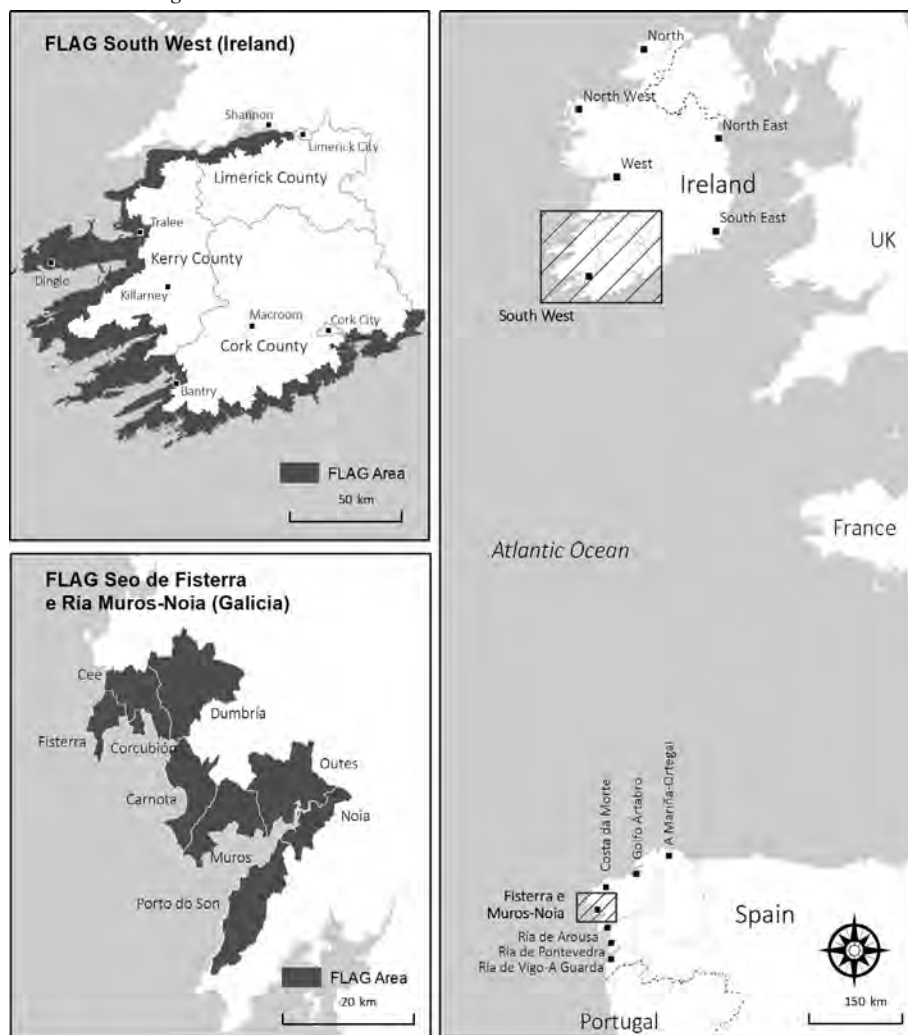 FLAG South West (Ireland)
Shannon
Limerick City
Limerick County
Tralee
Kerry County
Dingle
Killarney
Macroom
Cork City
Cork County
Bantry
FLAG Area
50 km
FLAG Seo de Fisterra
e Ria Muros-Noia (Galicia)
Cee
Dumbría
Fisterra
Corcubión
Outes
Carnota
Noia
Muros
Porto do Son
FLAG Area
20 km
North
North West
North East
West
Ireland
South East
UK
South West
France
Atlantic Ocean
Costa da Morte
Golfo Ártabro
A Mariña-Ortegal
Fisterra e
Muros-Noia
Spain
Ria de Arousa
Ria de Pontevedra
Ria de Vigo-A Guarda
Portugal
150 km